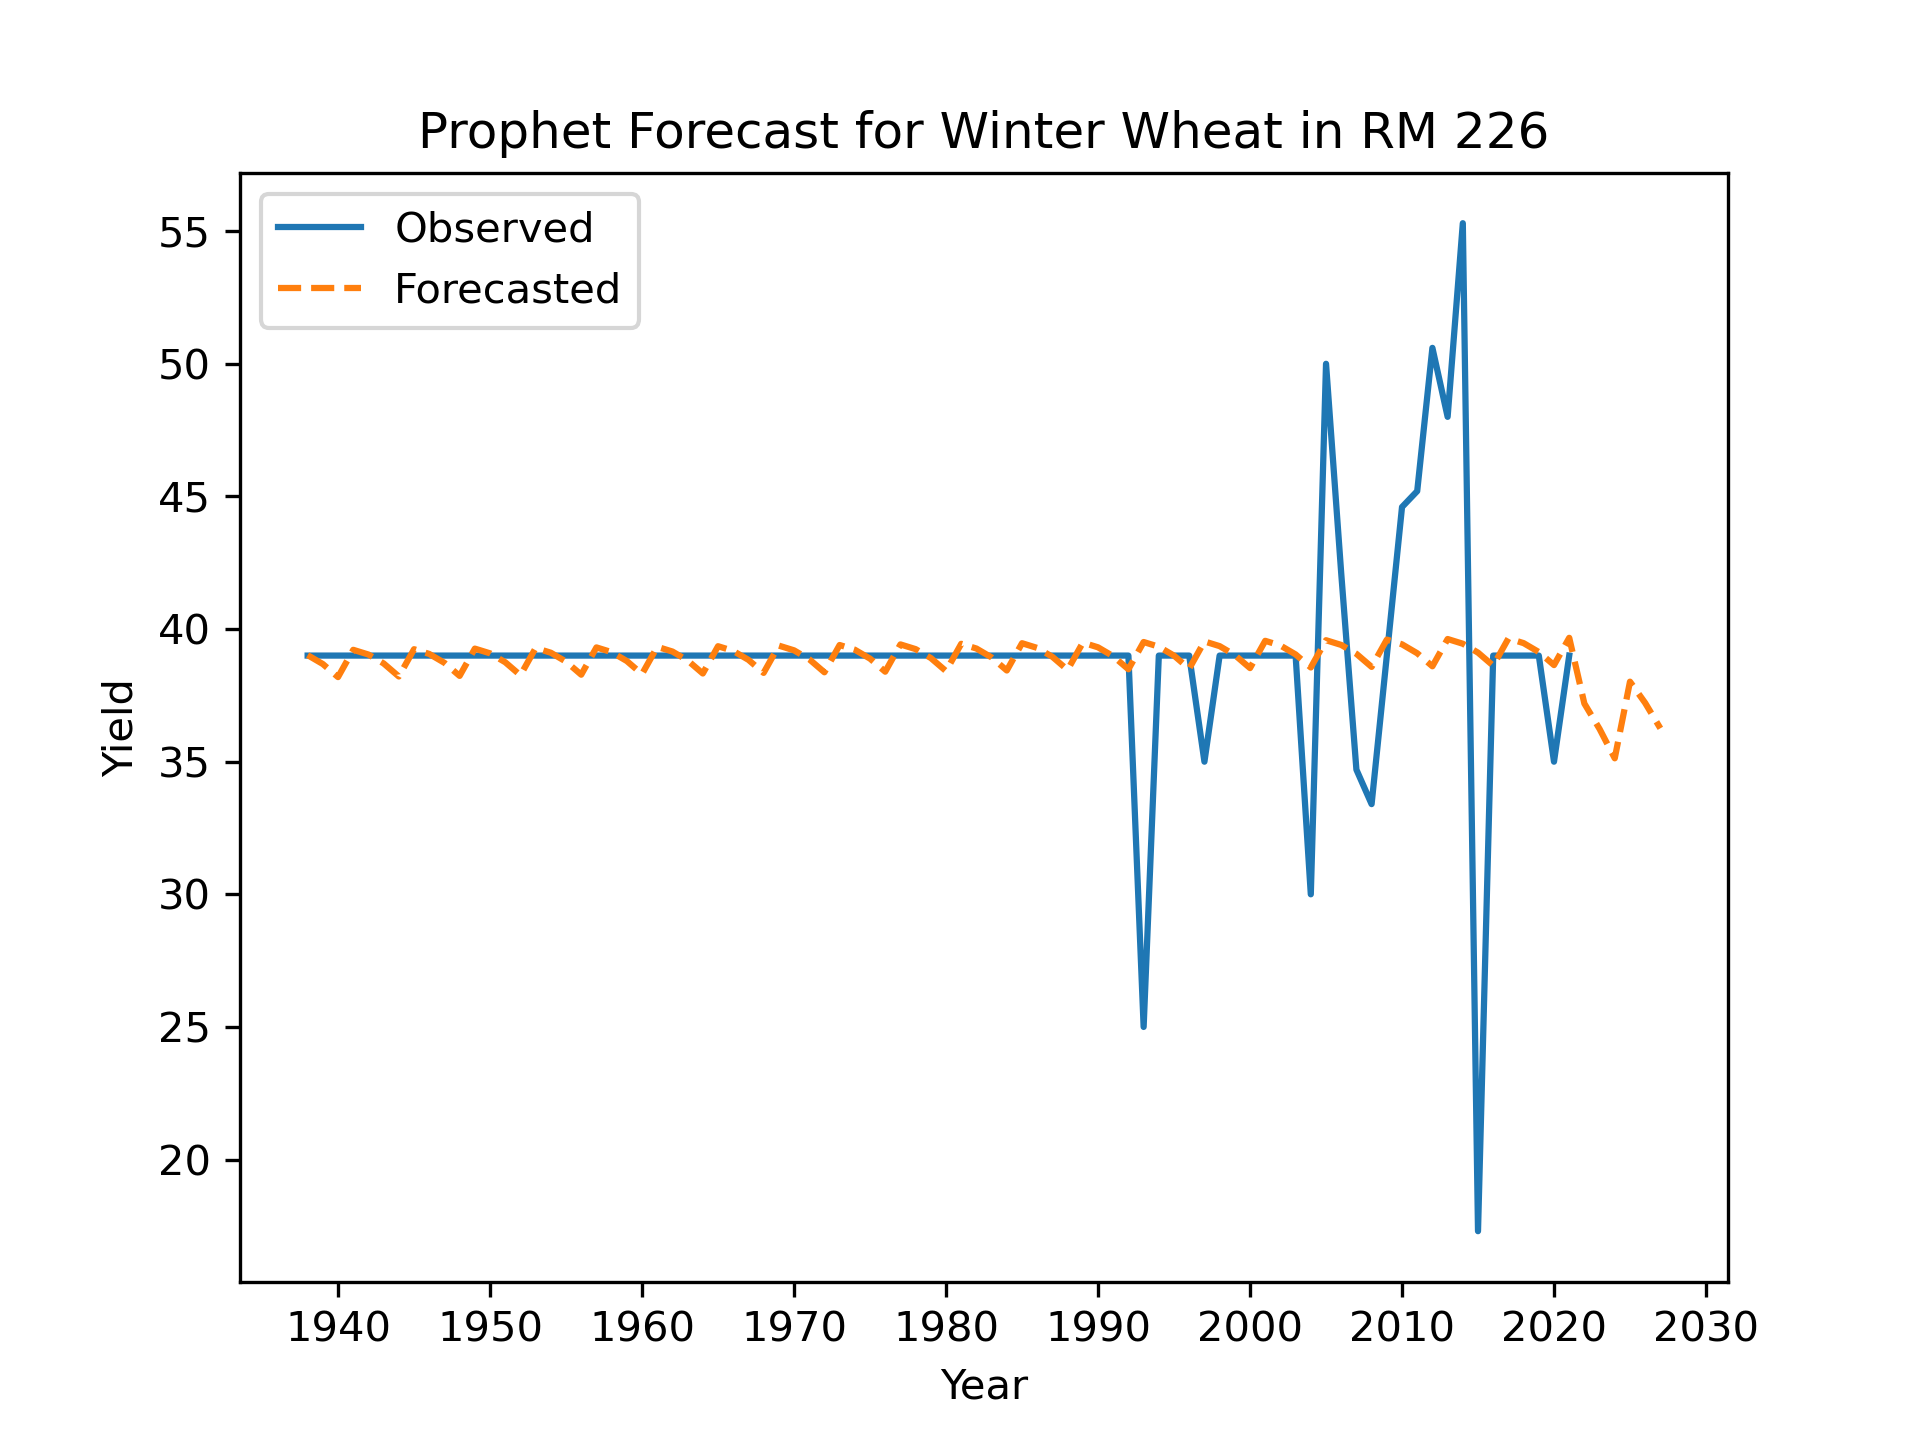 Prophet Forecast for Winter Wheat in RM 226
Observed
Forecasted
55
50
45
40
35
30
25
20
Yield
1940 1950 1960 1970 1980 1990 2000 2010 2020 2030
Year